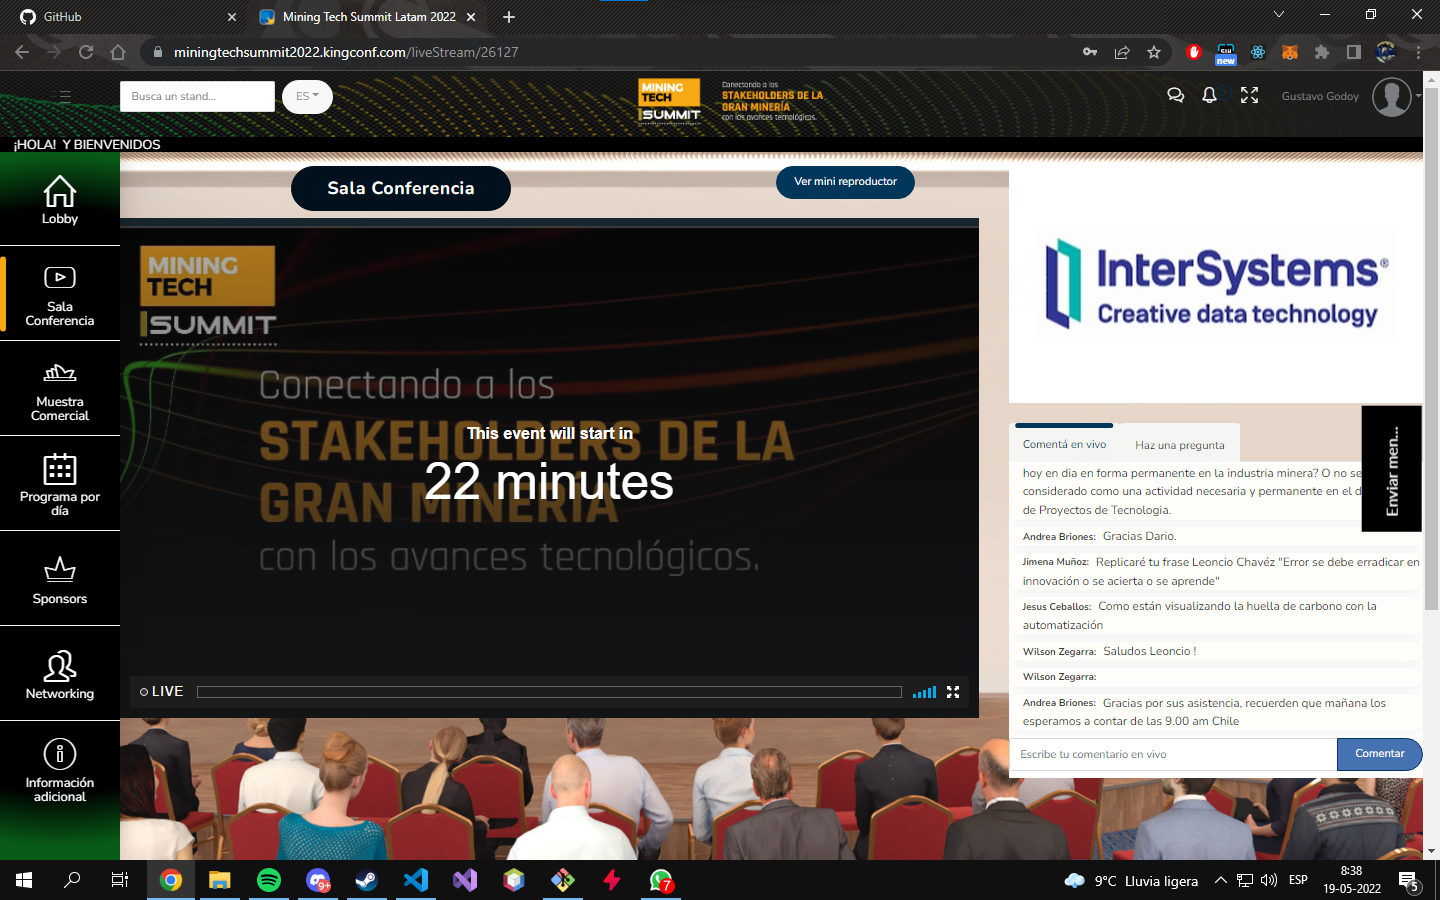 GitHub
Mining Tech Summit Latam 2022
miningtechsummit2022.kingconf.com/liveStream/26127
new
Busca un stand...
ES
MINING
TECH
SUMMIT
Conectando a los
STAKEHOLDERS DE LA
GRAN MINERÍA
con los avances tecnológicos.
Gustavo Godoy
¡HOLA! Y BIENVENIDOS
Lobby
Sala
Conferencia
Muestra
Comercial
Programa por
día
Sponsors
Networking
Información
adicional
Sala Conferencia
Ver mini reproductor
MINING
TECH
SUMMIT
Conectando a los
STAKEHOLDERS DE LA
GRAN MINERÍA
con los avances tecnológicos.
This event will start in
22 minutes
LIVE
InterSystems®
Creative data technology
Comentá en vivo
Haz una pregunta
Enviar men...
hoy en dia en forma permanente en la industria minera? O no se
considerado como una actividad necesaria y permanente en el d
de Proyectos de Tecnologia.
Andrea Briones: Gracias Dario.
Jimena Muñoz: Replicaré tu frase Leoncio Chavéz "Error se debe erradicar en
innovación o se acierta o se aprende"
Jesus Ceballos: Como están visualizando la huella de carbono con la
automatización
Wilson Zegarra: Saludos Leoncio !
Wilson Zegarra:
Andrea Briones: Gracias por sus asistencia, recuerden que mañana los
esperamos a contar de las 9.00 am Chile
Escribe tu comentario en vivo
Comentar
9+
7
9°C Lluvia ligera
ESP
8:38
19-05-2022
5